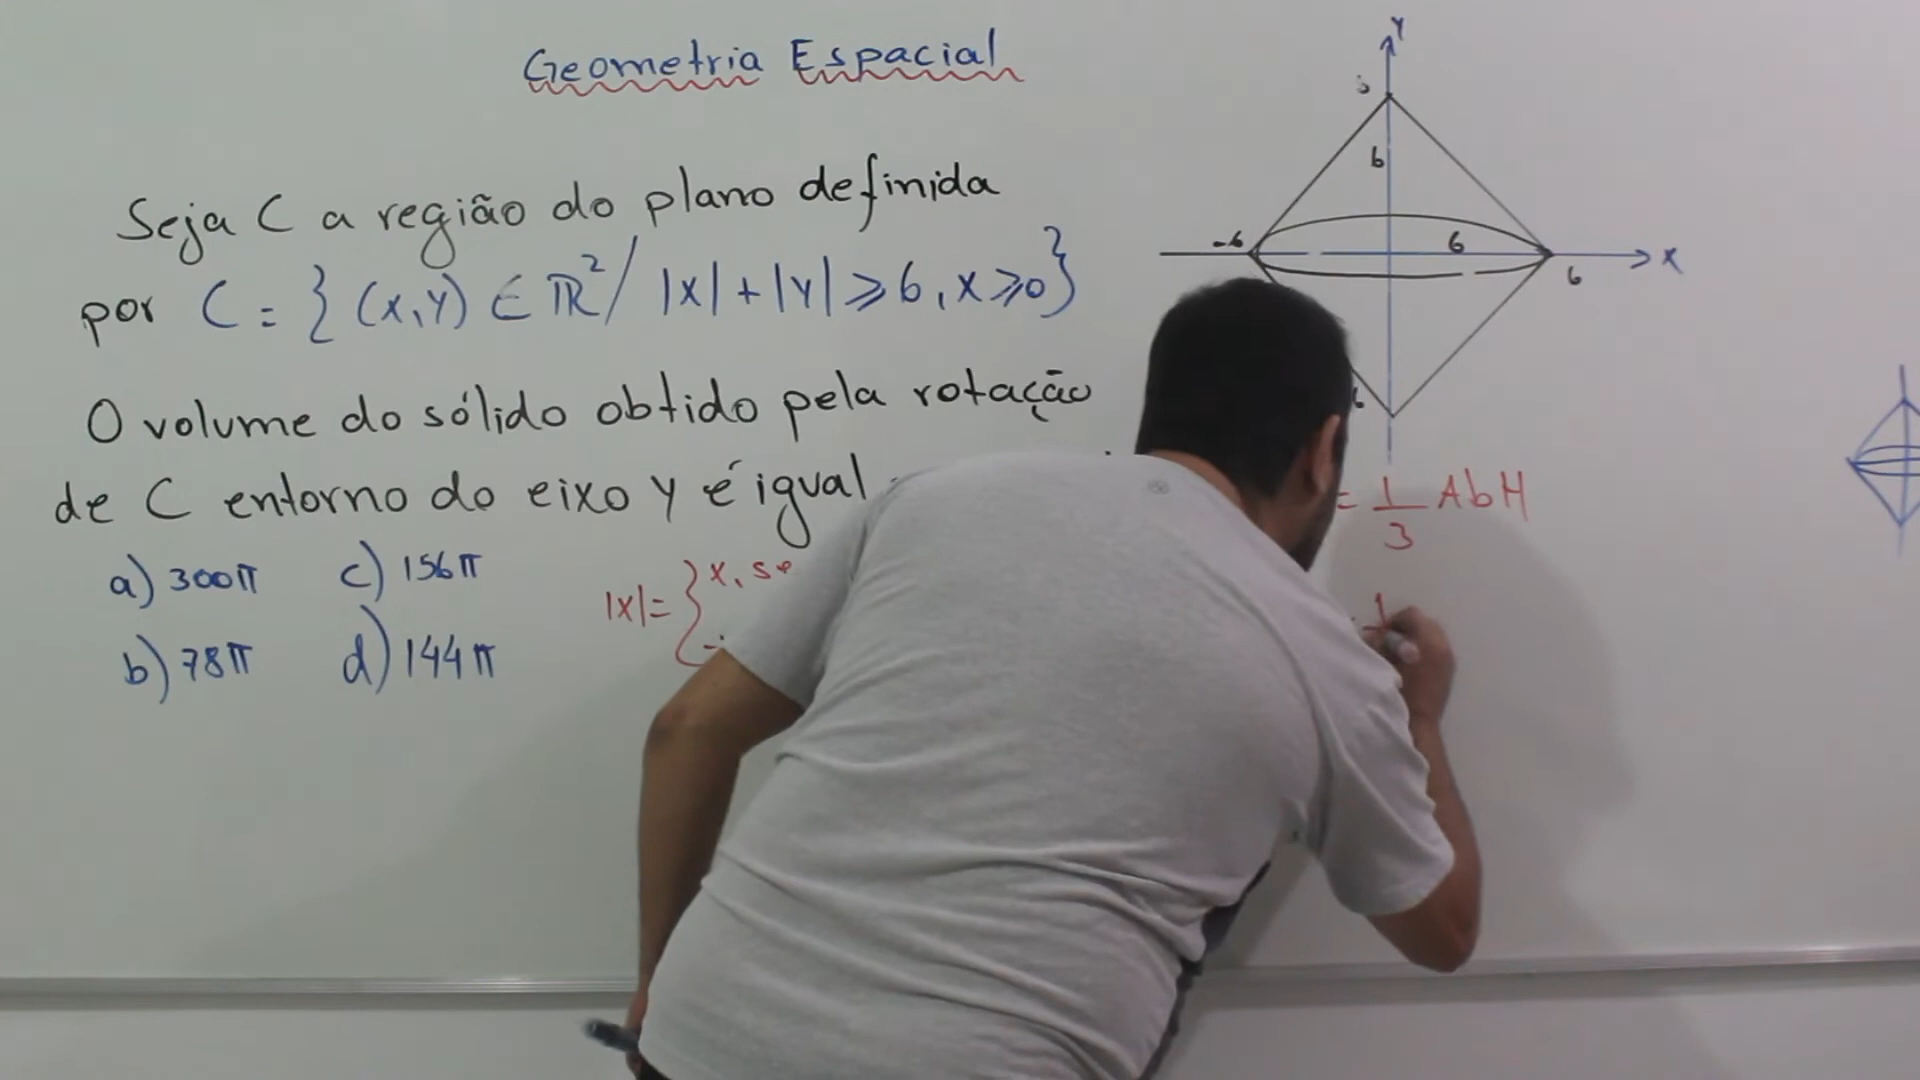 Geometria Espacial
Seja C a região do plano definida
por C = { (x,y) ∈ ℝ² / |x| + |y| ⩾ 6, x ⩾ 0}
O volume do sólido obtido pela rotação
de C entorno do eixo y é igual
a) 300π c) 156π
b) 78π d) 144π
|x| = { x, se
Y
6
-6 6 X
6
= 1/3 AbH
1